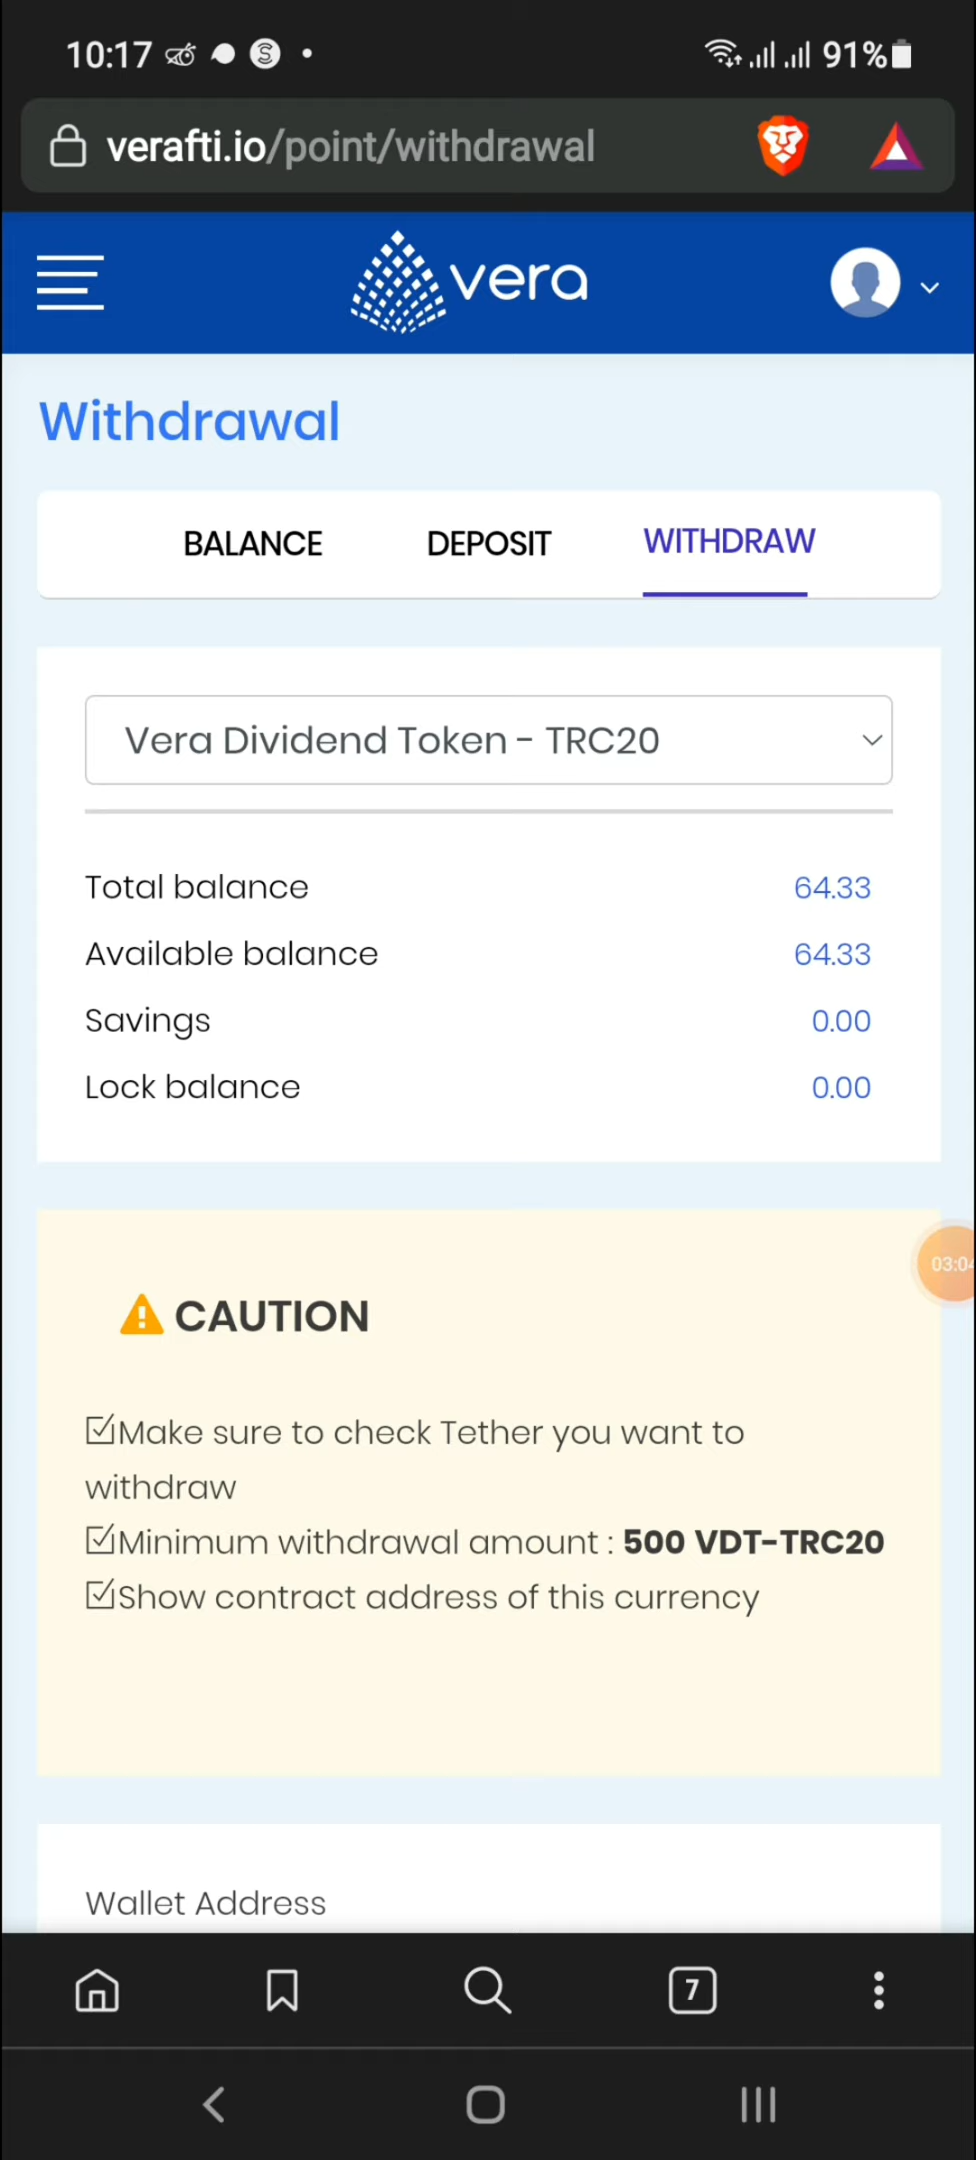 10:17 91%
verafti.io/point/withdrawal
vera
Withdrawal
BALANCE DEPOSIT WITHDRAW
Vera Dividend Token - TRC20
Total balance 64.33
Available balance 64.33
Savings 0.00
Lock balance 0.00
03:04
CAUTION
Make sure to check Tether you want to
withdraw
Minimum withdrawal amount : 500 VDT-TRC20
Show contract address of this currency
Wallet Address
7